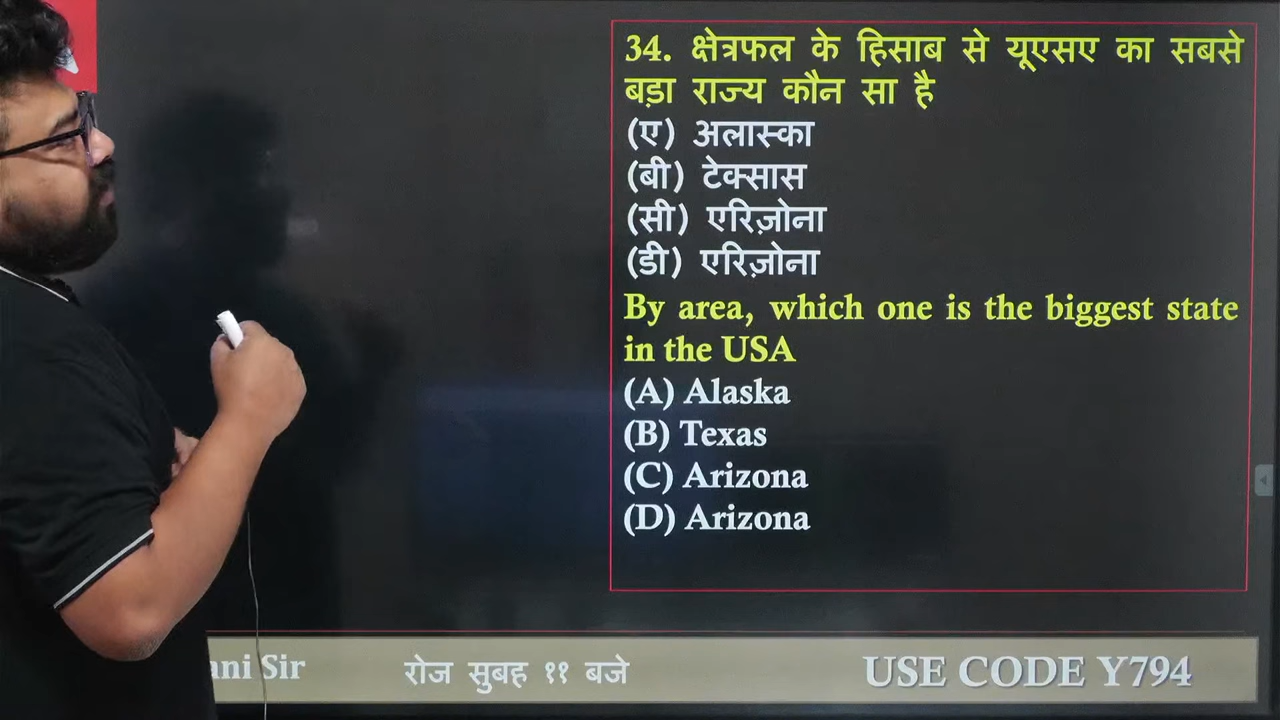 34. क्षेत्रफल के हिसाब से यूएसए का सबसे
बड़ा राज्य कौन सा है
(ए) अलास्का
(बी) टेक्सास
(सी) एरिज़ोना
(डी) एरिज़ोना
By area, which one is the biggest state
in the USA
(A) Alaska
(B) Texas
(C) Arizona
(D) Arizona
Sir रोज सुबह ११ बजे USE CODE Y794